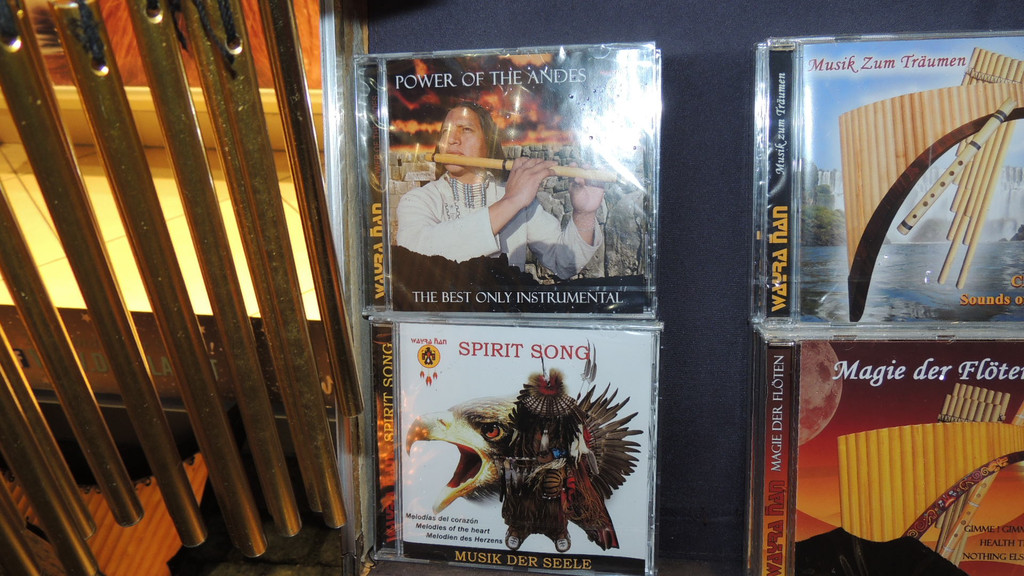 POWER OF THE ANDES
WAYRA ÑAN
THE BEST ONLY INSTRUMENTAL
SPIRIT SONG
WAYRA ÑAN
WAYRA ÑAN
SPIRIT SONG
Melodías del corazón
Melodies of the heart
Melodien des Herzens
MUSIK DER SEELE
Musik Zum Träumen
Musik zum Träumen
WAYRA ÑAN
Sounds o
MAGIE DER FLÖTEN
WAYRA ÑAN
Magie der Flöten
GIMME! GIMM
HEALTH T
NOTHING ELS